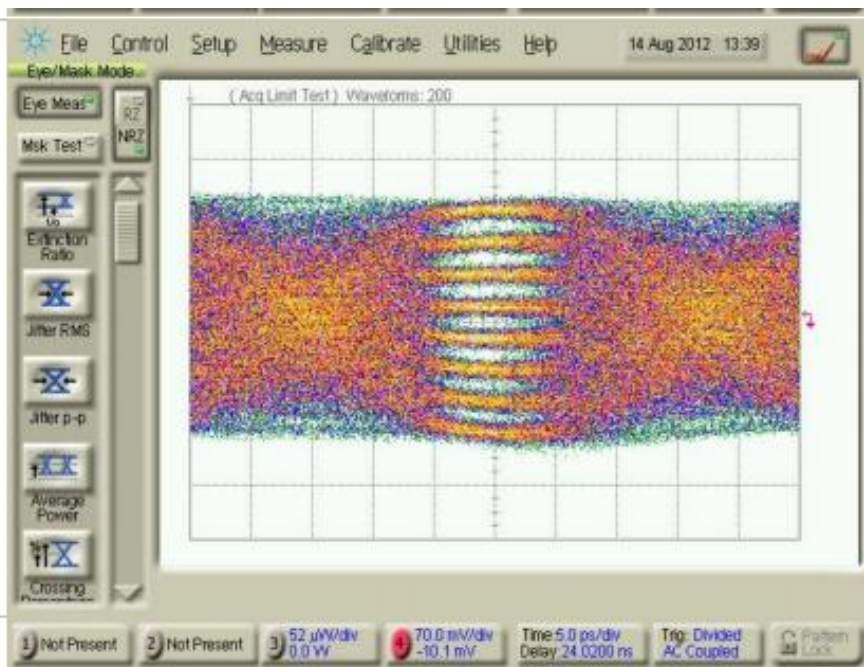 File Control Setup Measure Calibrate Utilities Help 14 Aug 2012 13:39
Eye/Mask Mode
Eye Meas
RZ
Msk Test
NRZ
( Acq Limit Test ) Waveforms: 200
Extinction
Ratio
Jitter RMS
Jitter p-p
Average
Power
Crossing
1) Not Present
2) Not Present
3) 52 µW/div
0.0 W
4) 70.0 mV/div
-10.1 mV
Time:5.0 ps/div
Delay:24.0200 ns
Trig: Divided
AC Coupled
Pattern
Lock